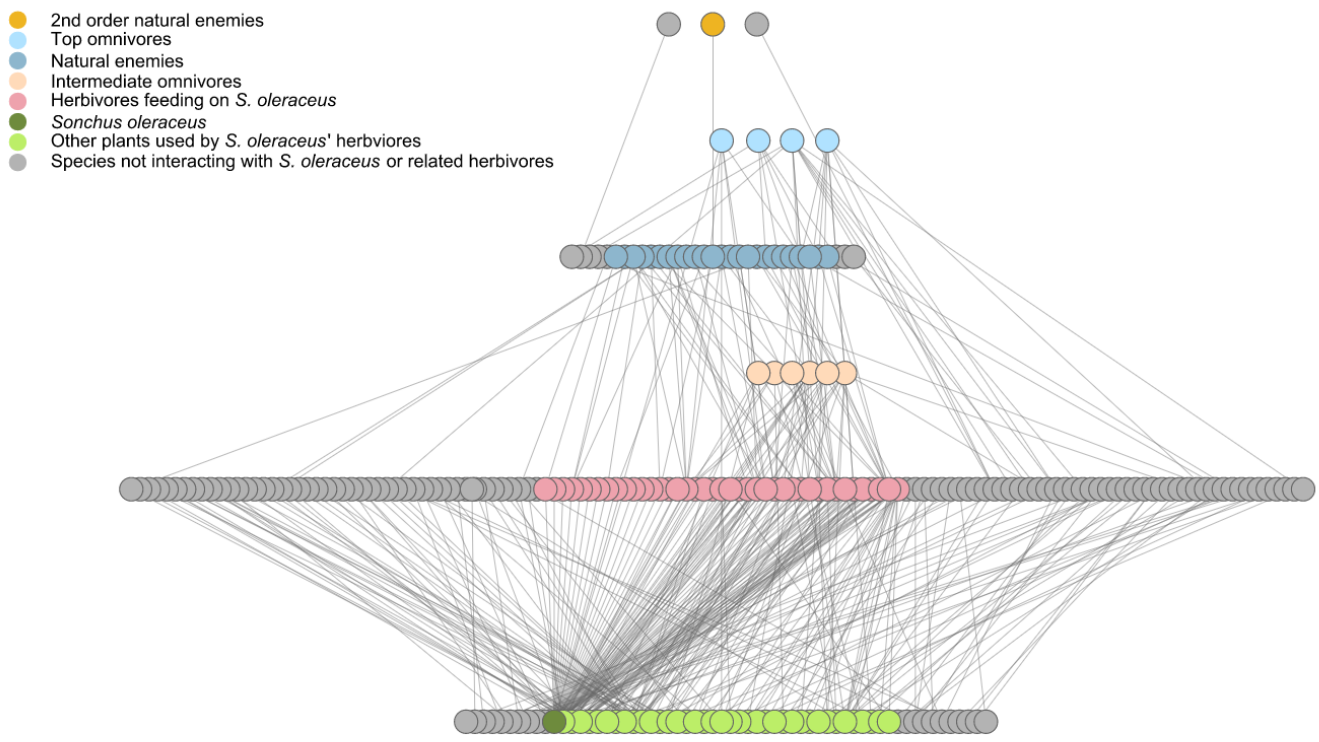 2nd order natural enemies
Top omnivores
Natural enemies
Intermediate omnivores
Herbivores feeding on S. oleraceus
Sonchus oleraceus
Other plants used by S. oleraceus' herbviores
Species not interacting with S. oleraceus or related herbivores